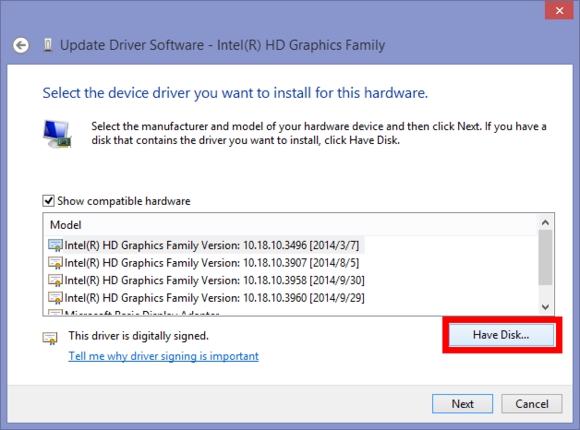 Update Driver Software - Intel(R) HD Graphics Family
Select the device driver you want to install for this hardware.
Select the manufacturer and model of your hardware device and then click Next. If you have a
disk that contains the driver you want to install, click Have Disk.
Show compatible hardware
Model
Intel(R) HD Graphics Family Version: 10.18.10.3496 [2014/3/7]
Intel(R) HD Graphics Family Version: 10.18.10.3907 [2014/8/5]
Intel(R) HD Graphics Family Version: 10.18.10.3958 [2014/9/30]
Intel(R) HD Graphics Family Version: 10.18.10.3960 [2014/9/29]
Microsoft Basic Display Adapter
This driver is digitally signed.
Have Disk...
Tell me why driver signing is important
Next
Cancel